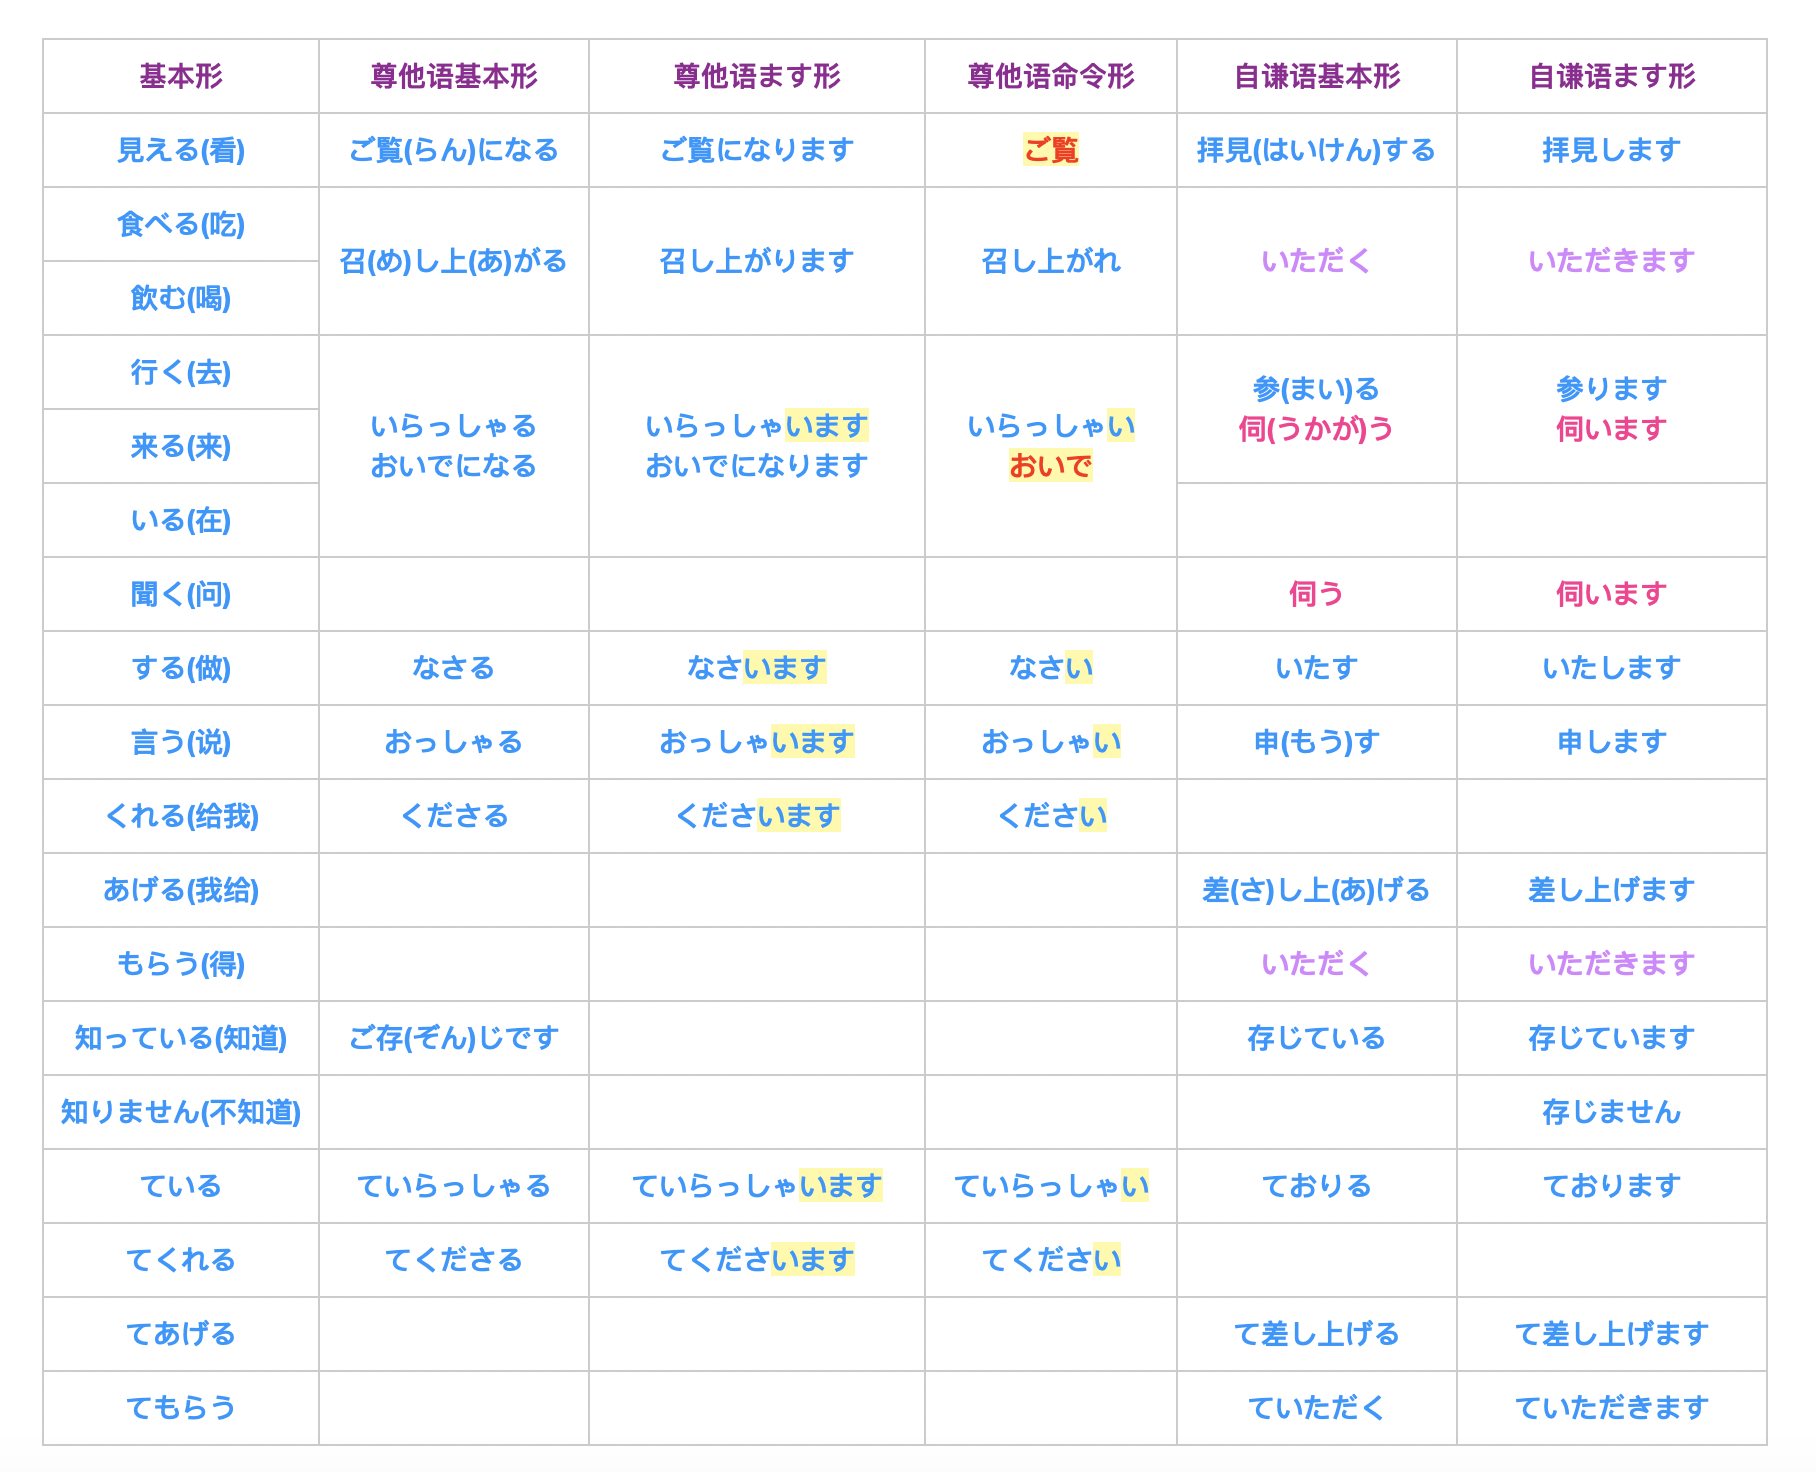 基本形 尊他语基本形 尊他语ます形 尊他语命令形 自谦语基本形 自谦语ます形
見える(看) ご覧(らん)になる ご覧になります ご覧 拝見(はいけん)する 拝見します
食べる(吃)
召(め)し上(あ)がる 召し上がります 召し上がれ いただく いただきます
飲む(喝)
行く(去)
参(まい)る 参ります
いらっしゃる いらっしゃいます いらっしゃい 伺(うかが)う 伺います
来る(来)
おいでになる おいでになります おいで
いる(在)
聞く(问) 伺う 伺います
する(做) なさる なさいます なさい いたす いたします
言う(说) おっしゃる おっしゃいます おっしゃい 申(もう)す 申します
くれる(给我) くださる くださいます ください
あげる(我给) 差(さ)し上(あ)げる 差し上げます
もらう(得) いただく いただきます
知っている(知道) ご存(ぞん)じです 存じている 存じています
知りません(不知道) 存じません
ている ていらっしゃる ていらっしゃいます ていらっしゃい ておりる ております
てくれる てくださる てくださいます てください
てあげる て差し上げる て差し上げます
てもらう ていただく ていただきます